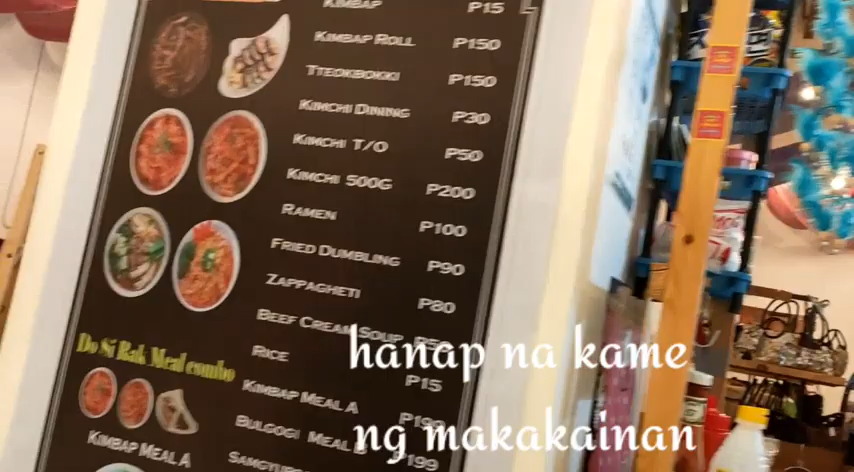 KIMBAP P15
KIMBAP ROLL P150
TTEOKBOKKI P150
KIMCHI DINING P30
KIMCHI T/O P50
KIMCHI 500G P200
RAMEN P100
FRIED DUMBLING P90
ZAPPAGHETI P80
BEEF CREAM SOUP P50
RICE P15
Do Si Rak Meal combo
KIMBAP MEAL A P199
BULGOGI MEAL B P199
KIMBAP MEAL A
hanap na kame
ng makakainan